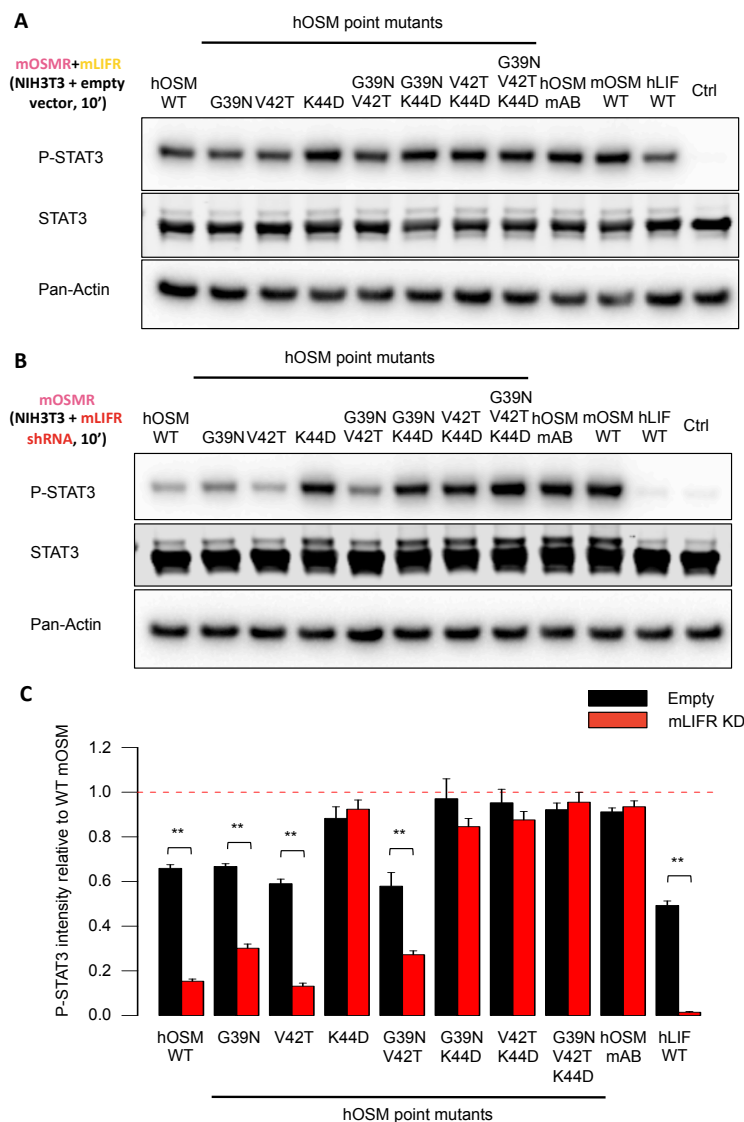 A
hOSM point mutants
mOSMR+mLIFR
(NIH3T3 + empty
vector, 10’)
hOSM
WT
G39N
V42T
K44D
G39N
V42T
G39N
K44D
V42T
K44D
G39N
V42T
K44D
hOSM
mAB
mOSM
WT
hLIF
WT
Ctrl
P-STAT3
STAT3
Pan-Actin
B
hOSM point mutants
mOSMR
(NIH3T3 + mLIFR
shRNA, 10’)
hOSM
WT
G39N
V42T
K44D
G39N
V42T
G39N
K44D
V42T
K44D
G39N
V42T
K44D
hOSM
mAB
mOSM
WT
hLIF
WT
Ctrl
P-STAT3
STAT3
Pan-Actin
C
Empty
mLIFR KD
P-STAT3 intensity relative to WT mOSM
1.2
1.0
0.8
0.6
0.4
0.2
0.0
**
**
**
**
**
hOSM
WT
G39N
V42T
K44D
G39N
V42T
G39N
K44D
V42T
K44D
G39N
V42T
K44D
hOSM
mAB
hLIF
WT
hOSM point mutants